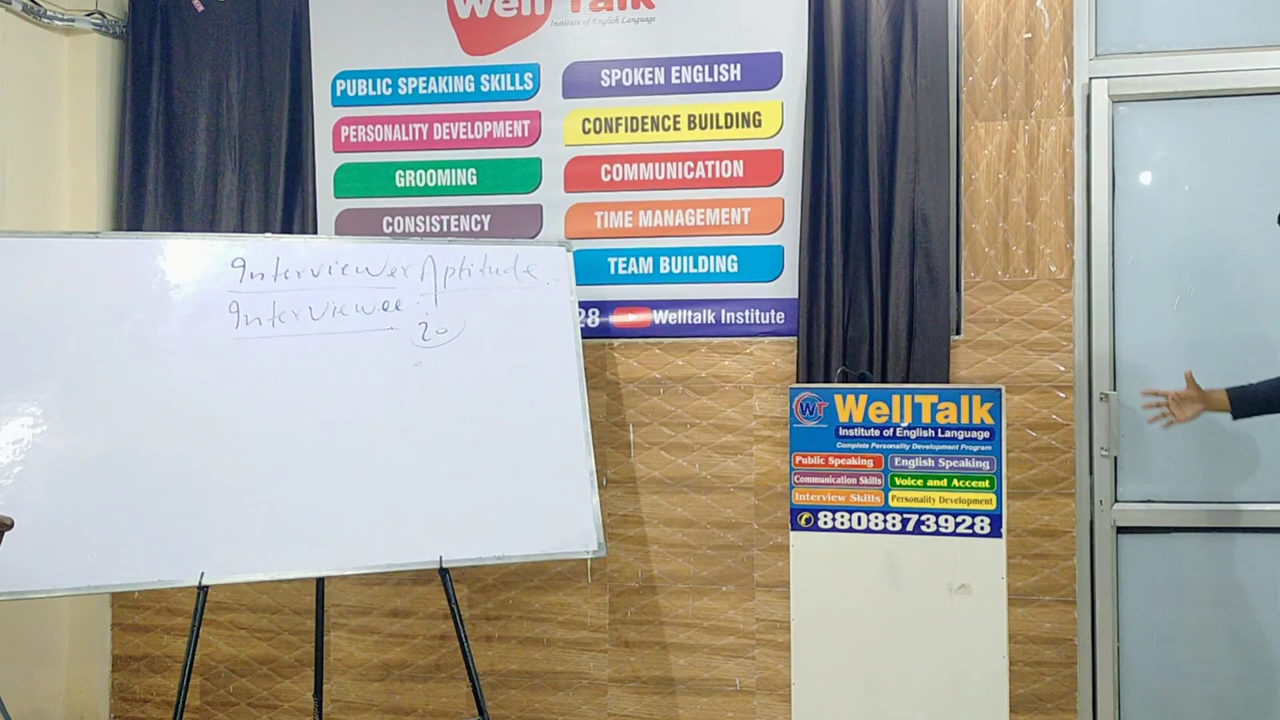 Well Talk
Institute of English Language
PUBLIC SPEAKING SKILLS
SPOKEN ENGLISH
PERSONALITY DEVELOPMENT
CONFIDENCE BUILDING
GROOMING
COMMUNICATION
CONSISTENCY
TIME MANAGEMENT
TEAM BUILDING
28 Welltalk Institute
Interviewer Aptitude.
Interviewee
20
WT WellTalk
Institute of English Language
Complete Personality Development Program
Public Speaking English Speaking
Communication Skills Voice and Accent
Interview Skills Personality Development
8808873928